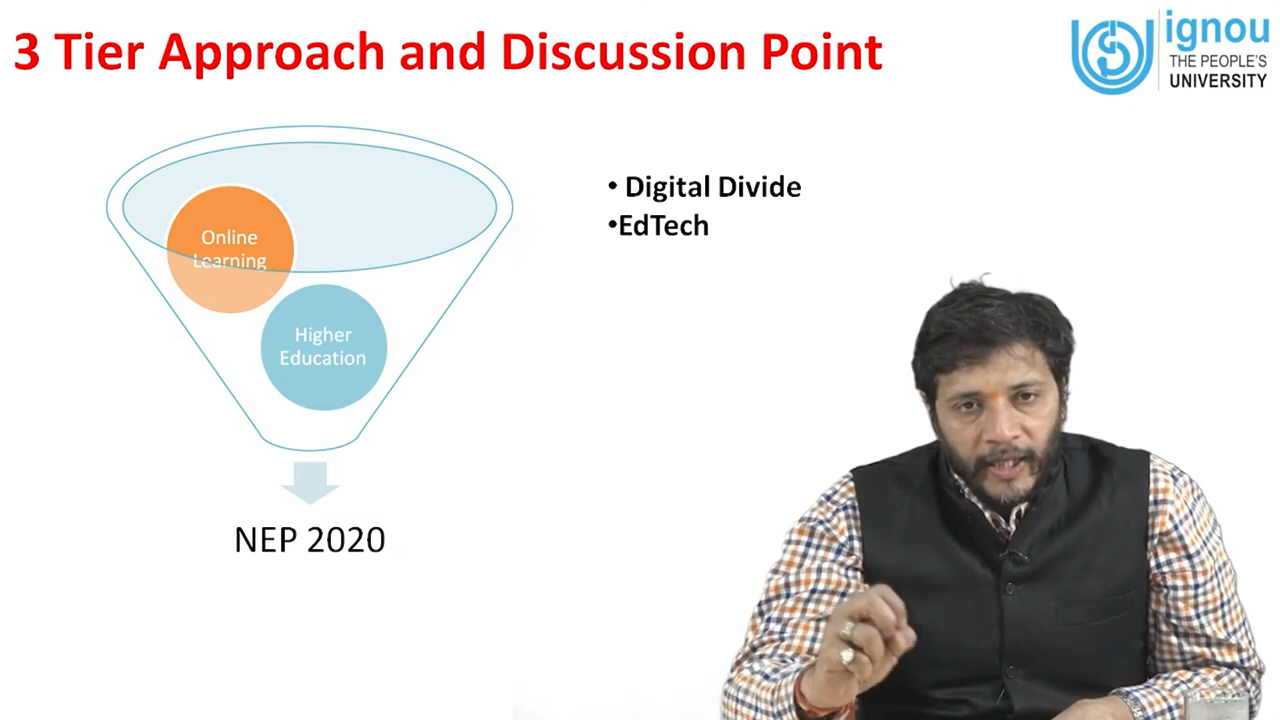 3 Tier Approach and Discussion Point
ignou
THE PEOPLE'S
UNIVERSITY
• Digital Divide
•EdTech
Online
Learning
Higher
Education
NEP 2020